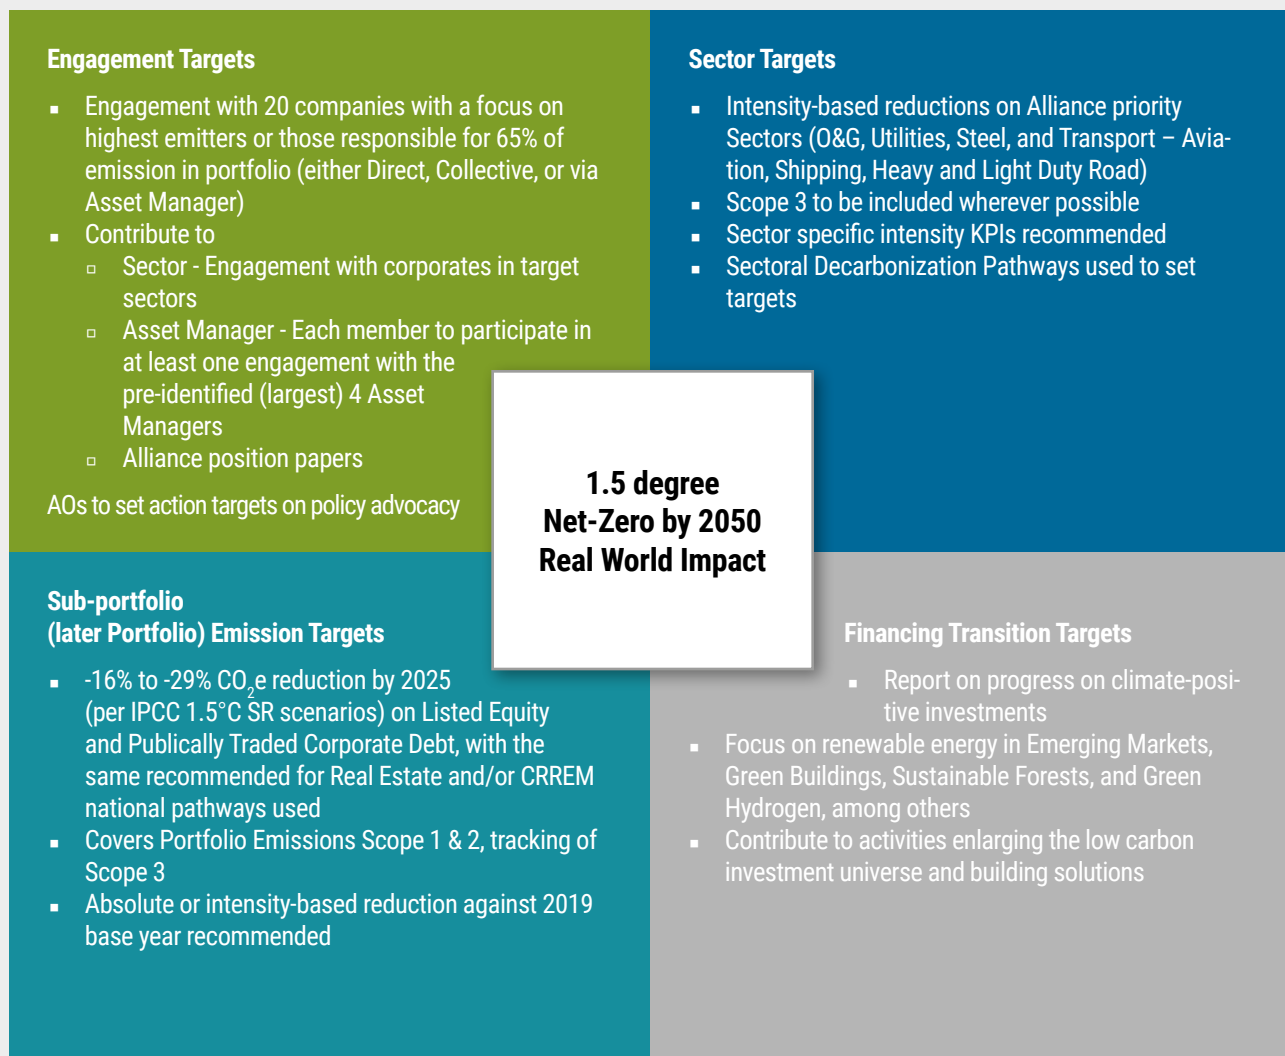 Engagement Targets
▪ Engagement with 20 companies with a focus on
highest emitters or those responsible for 65% of
emission in portfolio (either Direct, Collective, or via
Asset Manager)
▪ Contribute to
▫ Sector - Engagement with corporates in target
sectors
▫ Asset Manager - Each member to participate in
at least one engagement with the
pre-identified (largest) 4 Asset
Managers
▫ Alliance position papers
AOs to set action targets on policy advocacy
Sector Targets
▪ Intensity-based reductions on Alliance priority
Sectors (O&G, Utilities, Steel, and Transport – Avia-
tion, Shipping, Heavy and Light Duty Road)
▪ Scope 3 to be included wherever possible
▪ Sector specific intensity KPIs recommended
▪ Sectoral Decarbonization Pathways used to set
targets
1.5 degree
Net-Zero by 2050
Real World Impact
Sub-portfolio
(later Portfolio) Emission Targets
▪ -16% to -29% CO₂e reduction by 2025
(per IPCC 1.5°C SR scenarios) on Listed Equity
and Publically Traded Corporate Debt, with the
same recommended for Real Estate and/or CRREM
national pathways used
▪ Covers Portfolio Emissions Scope 1 & 2, tracking of
Scope 3
▪ Absolute or intensity-based reduction against 2019
base year recommended
Financing Transition Targets
▪ Report on progress on climate-posi-
tive investments
▪ Focus on renewable energy in Emerging Markets,
Green Buildings, Sustainable Forests, and Green
Hydrogen, among others
▪ Contribute to activities enlarging the low carbon
investment universe and building solutions